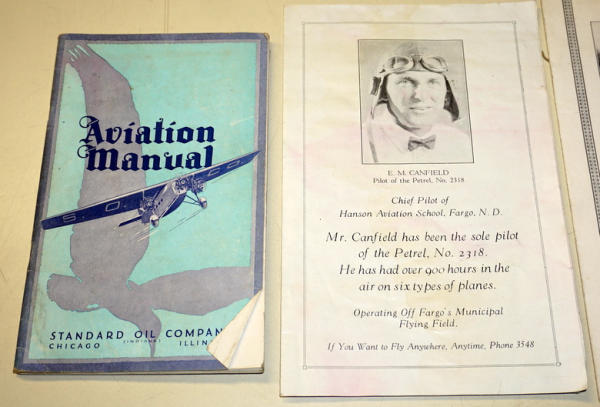 Aviation
Manual
S O C O
STANDARD OIL COMPAN
(INDIANA)
CHICAGO ILLIN
E. M. CANFIELD
Pilot of the Petrel, No. 2318
Chief Pilot of
Hanson Aviation School, Fargo, N. D.
Mr. Canfield has been the sole pilot
of the Petrel, No. 2318.
He has had over 900 hours in the
air on six types of planes.
Operating Off Fargo's Municipal
Flying Field.
If You Want to Fly Anywhere, Anytime, Phone 3548